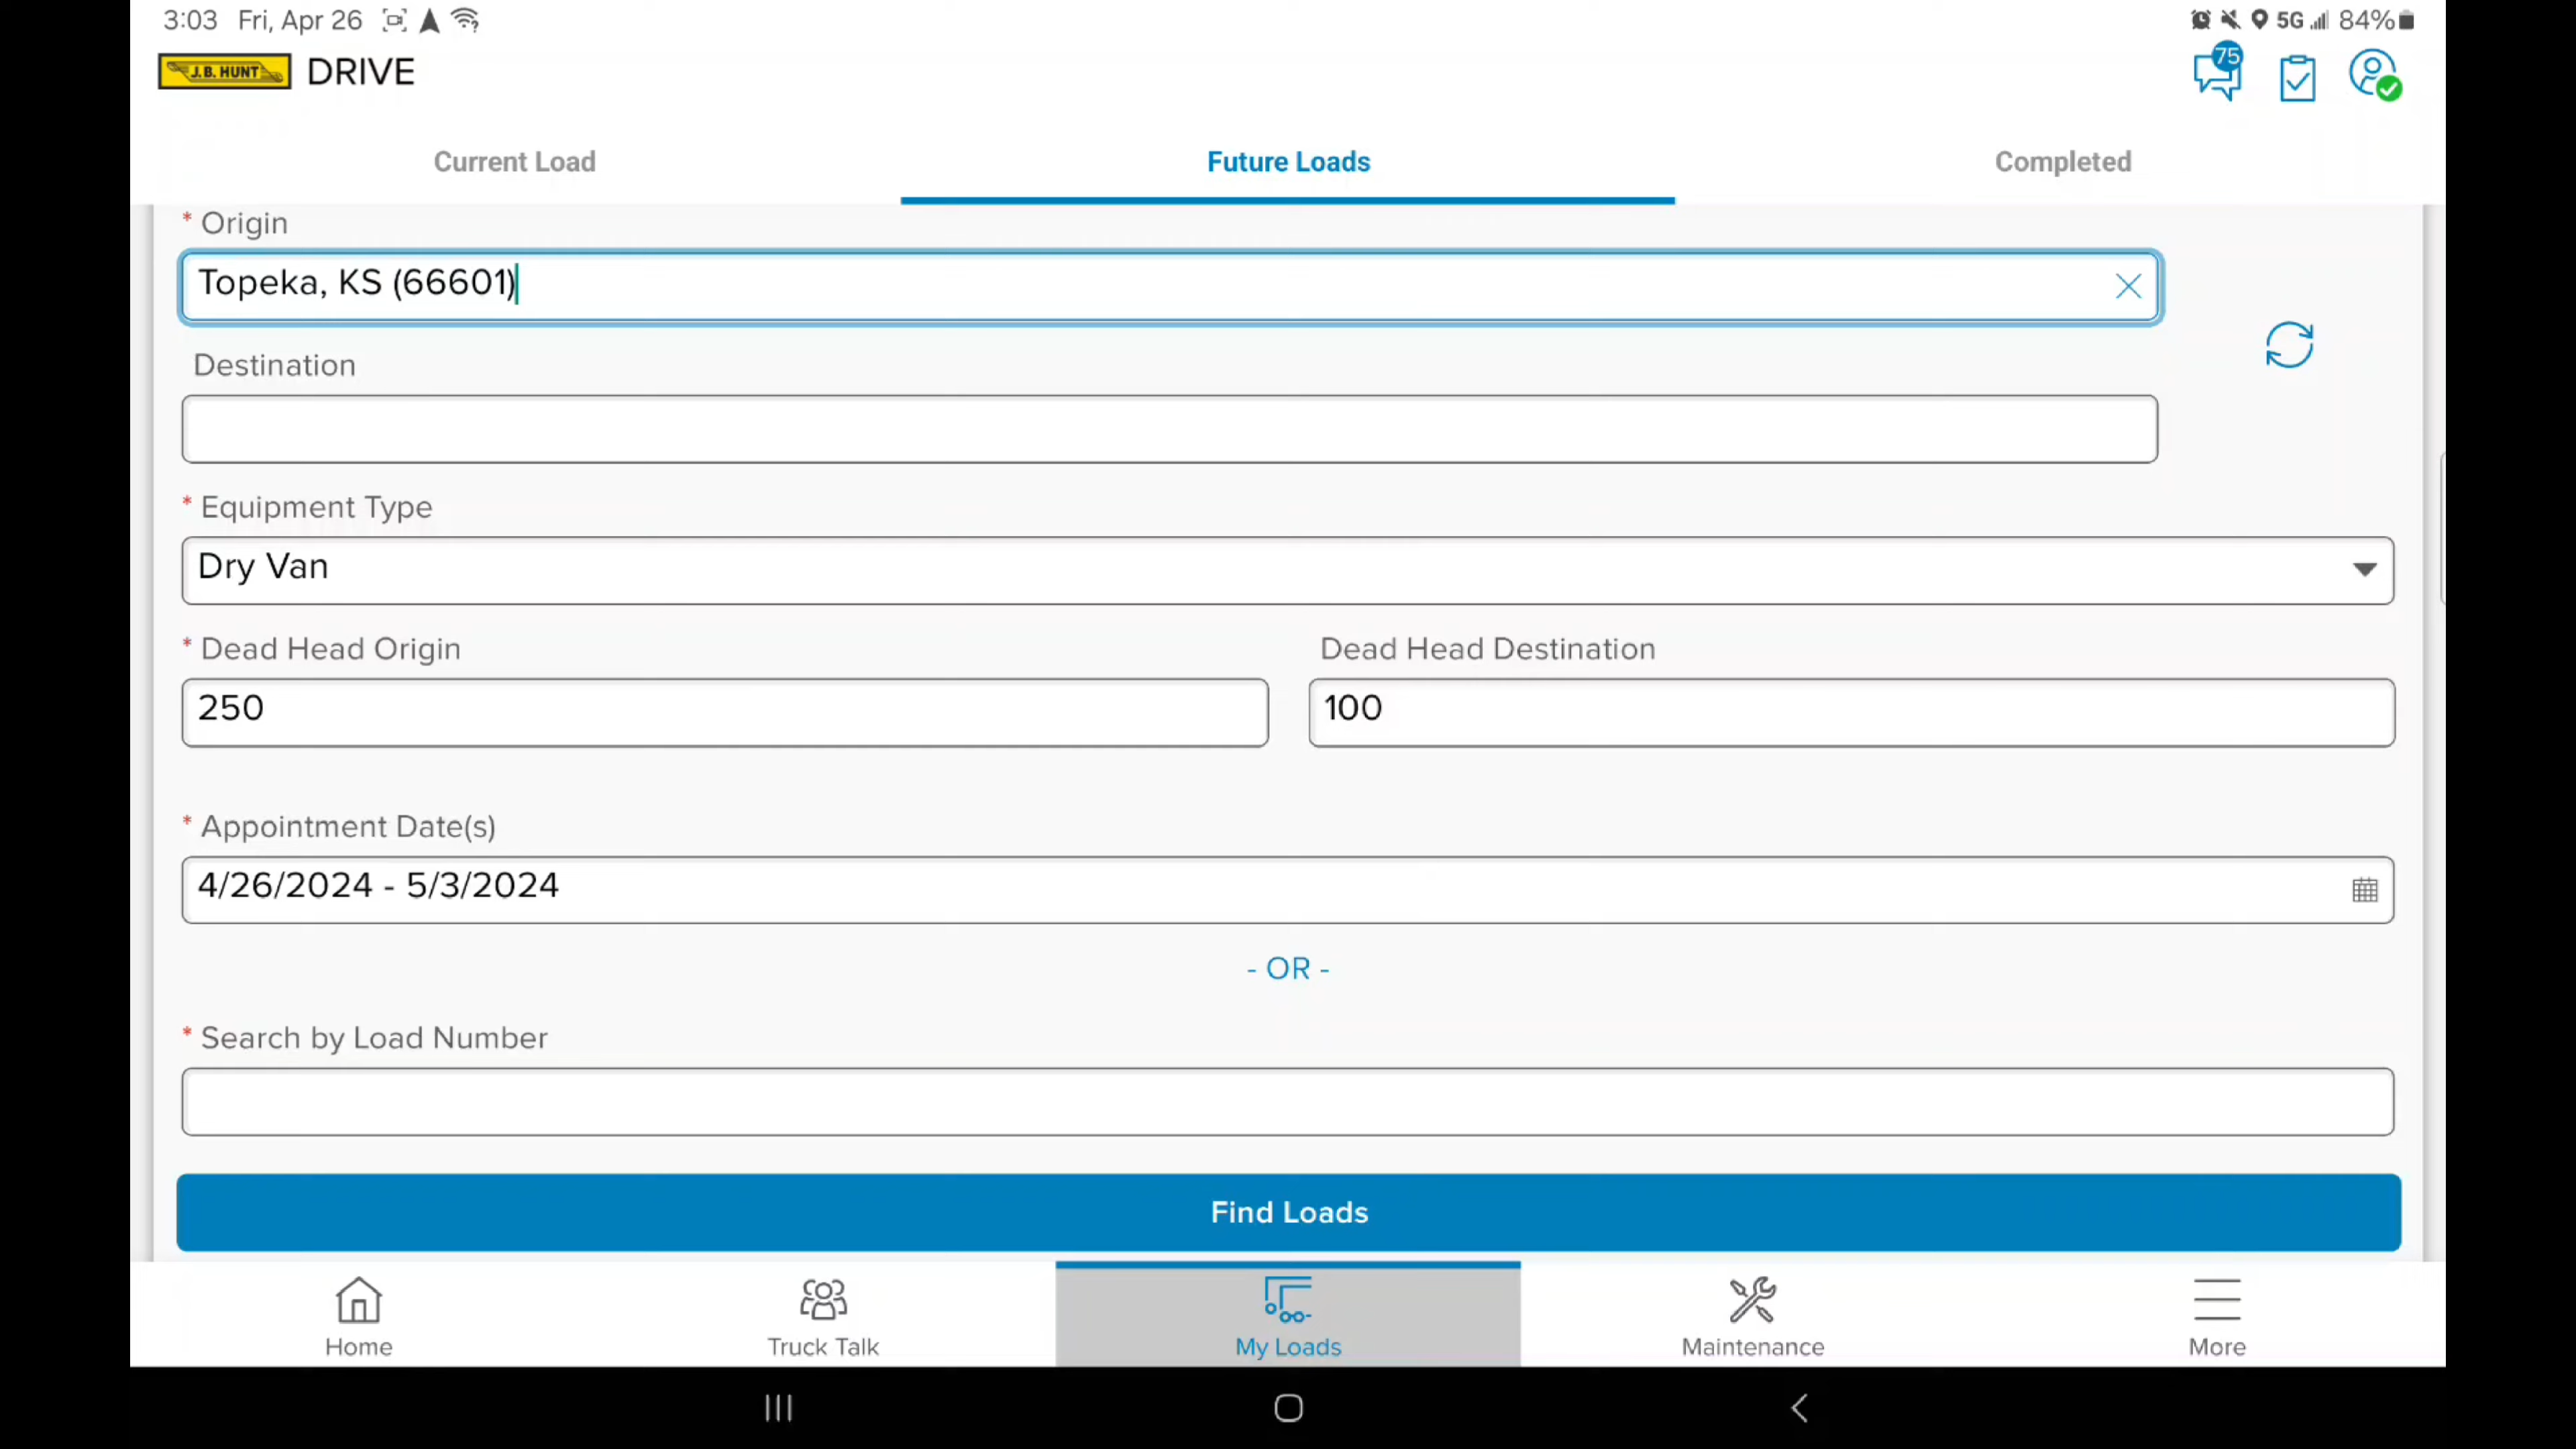 3:03 Fri, Apr 26
5G 84%
J.B. HUNT DRIVE
75
Current Load
Future Loads
Completed
* Origin
Topeka, KS (66601)
Destination
* Equipment Type
Dry Van
* Dead Head Origin
Dead Head Destination
250
100
* Appointment Date(s)
4/26/2024 - 5/3/2024
- OR -
* Search by Load Number
Find Loads
Home
Truck Talk
My Loads
Maintenance
More